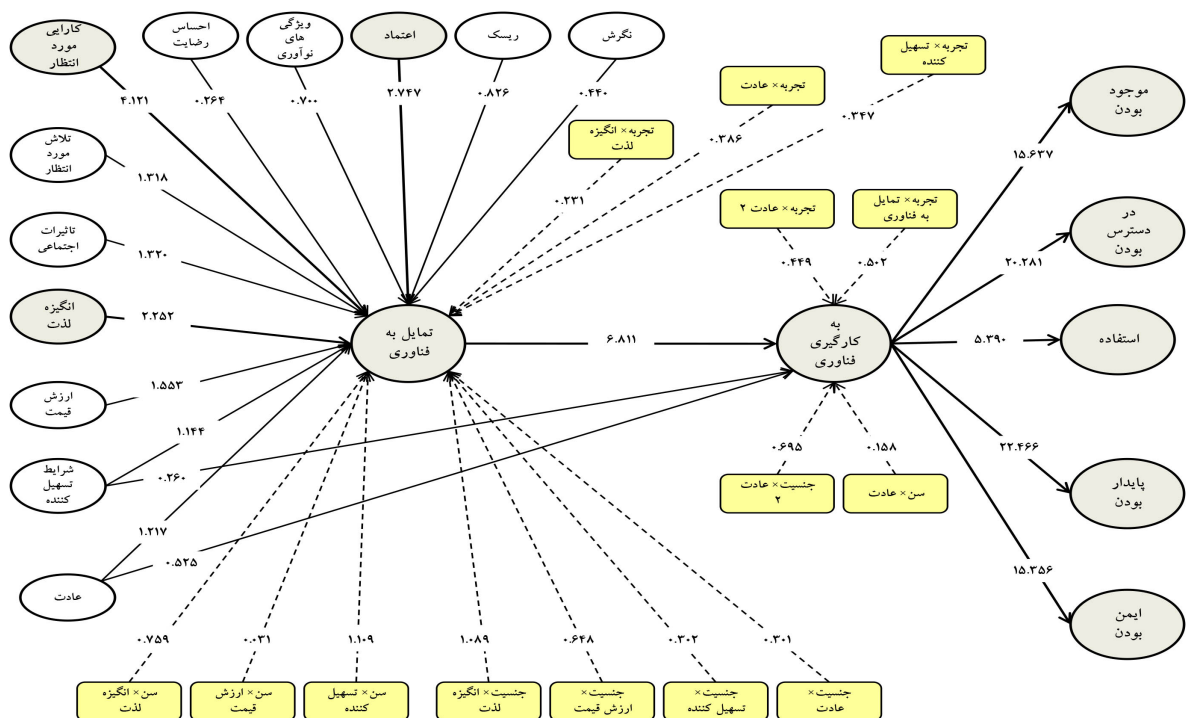 کارایی
مورد
انتظار
احساس
رضایت
ویژگی
های
نوآوری
اعتماد
ریسک
نگرش
تجربه× تسهیل
کننده
تجربه× عادت
تجربه× انگیزه
لذت
موجود
بودن
۴.۱۲۱
۰.۲۶۴
۰.۷۰۰
۲.۷۴۷
۰.۸۲۶
۰.۴۴۰
۰.۳۸۶
۰.۳۴۷
۱۵.۶۳۷
تلاش
مورد
انتظار
۱.۳۱۸
۰.۲۳۱
تجربه× عادت ۲
تجربه× تمایل
به فناوری
در
دسترس
بودن
تاثیرات
اجتماعی
۱.۳۲۰
۰.۴۴۹
۰.۵۰۲
۲۰.۲۸۱
انگیزه
لذت
۲.۲۵۲
تمایل به
فناوری
۶.۸۱۱
به
کارگیری
فناوری
۵.۳۹۰
استفاده
ارزش
قیمت
۱.۵۵۳
۱.۱۴۴
شرایط
تسهیل
کننده
۰.۲۶۰
۰.۶۹۵
۰.۱۵۸
۲۲.۴۶۶
جنسیت× عادت
۲
سن× عادت
پایدار
بودن
۱.۲۱۷
۰.۵۲۵
۱۵.۳۵۶
عادت
ایمن
بودن
۰.۷۵۹
۰.۰۳۱
۱.۱۰۹
۱.۰۸۹
۰.۶۴۸
۰.۳۰۲
۰.۳۰۱
سن× انگیزه
لذت
سن× ارزش
قیمت
سن× تسهیل
کننده
جنسیت× انگیزه
لذت
جنسیت×
ارزش قیمت
جنسیت×
تسهیل کننده
جنسیت×
عادت